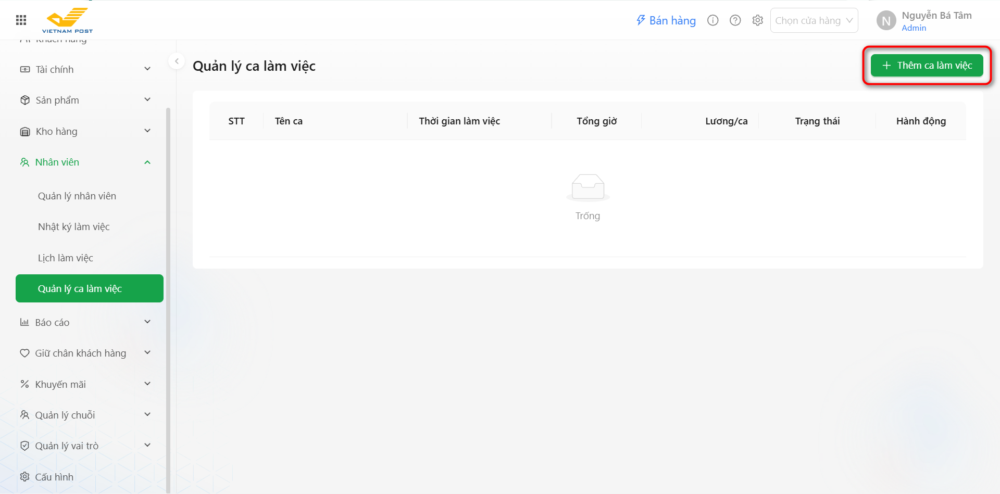 VIETNAM POST
Bán hàng
Chọn cửa hàng
N
Nguyễn Bá Tâm
Admin
Khách hàng
Tài chính
Sản phẩm
Kho hàng
Nhân viên
Quản lý nhân viên
Nhật ký làm việc
Lịch làm việc
Quản lý ca làm việc
Báo cáo
Giữ chân khách hàng
Khuyến mãi
Quản lý chuỗi
Quản lý vai trò
Cấu hình
Quản lý ca làm việc
+ Thêm ca làm việc
STT Tên ca Thời gian làm việc Tổng giờ Lương/ca Trạng thái Hành động
Trống